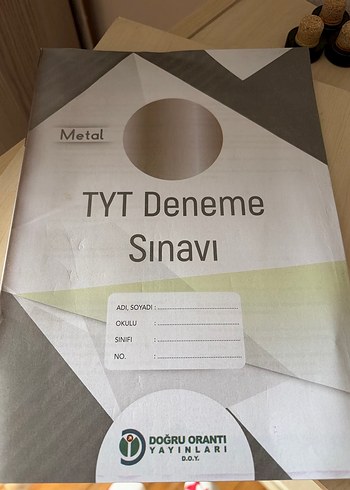 Metal
TYT Deneme
Sınavı
ADI, SOYADI :
OKULU :
SINIFI :
NO. :
DOĞRU ORANTI
YAYINLARI
D.O.Y.